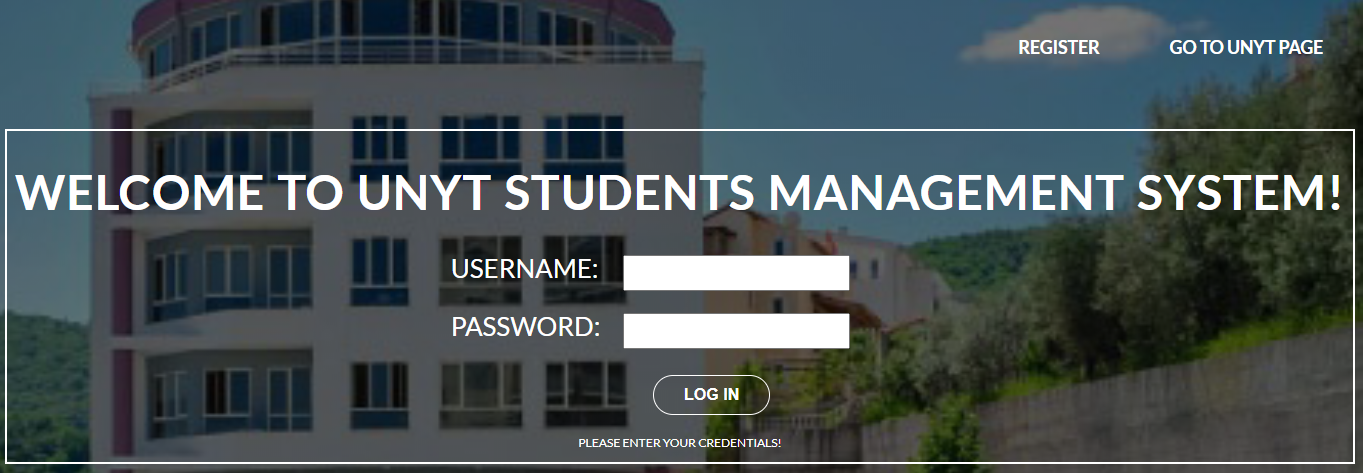 REGISTER GO TO UNYT PAGE
WELCOME TO UNYT STUDENTS MANAGEMENT SYSTEM!
USERNAME:
PASSWORD:
LOG IN
PLEASE ENTER YOUR CREDENTIALS!